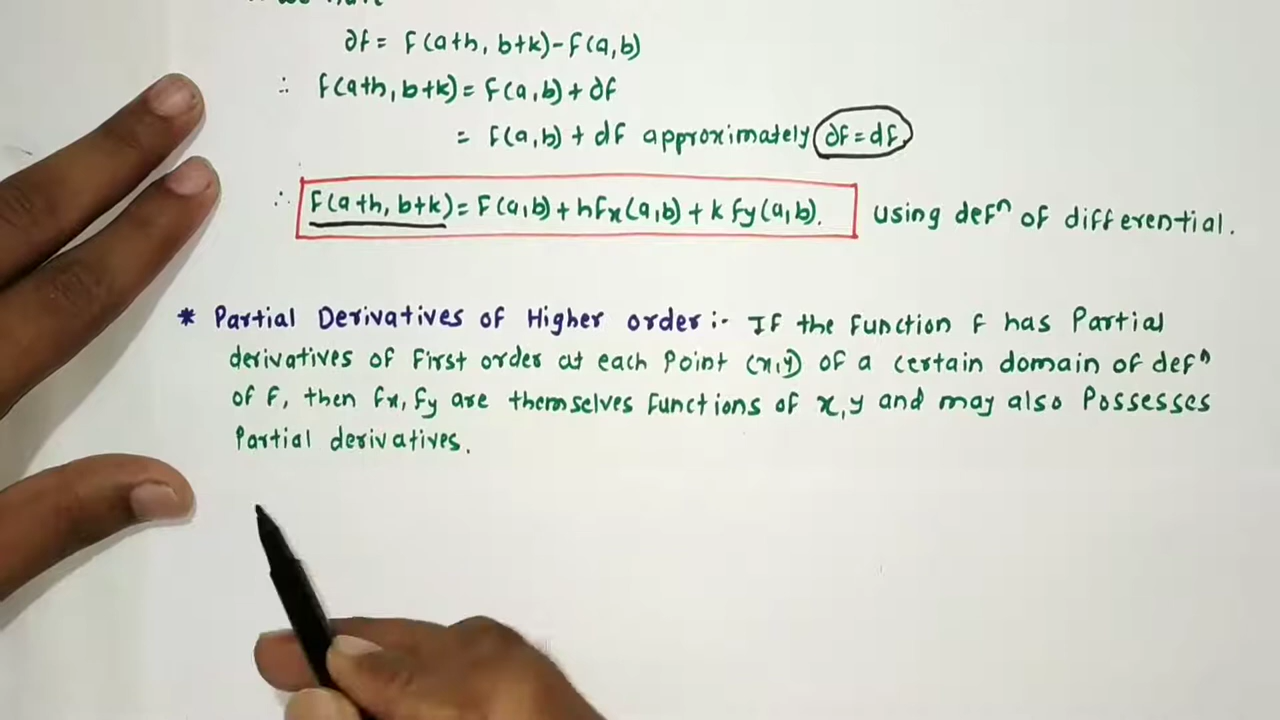 ∂f = f(a+h, b+k) - f(a,b)
∴ f(a+h, b+k) = f(a,b) + ∂f
= f(a,b) + df approximately ∂f = df
∴ f(a+h, b+k) = f(a,b) + h fx(a,b) + k fy(a,b). using defⁿ of differential.
* Partial Derivatives of Higher order :- If the function f has Partial
derivatives of first order at each Point (x,y) of a certain domain of defⁿ
of f, then fx, fy are themselves functions of x,y and may also Possesses
Partial derivatives.